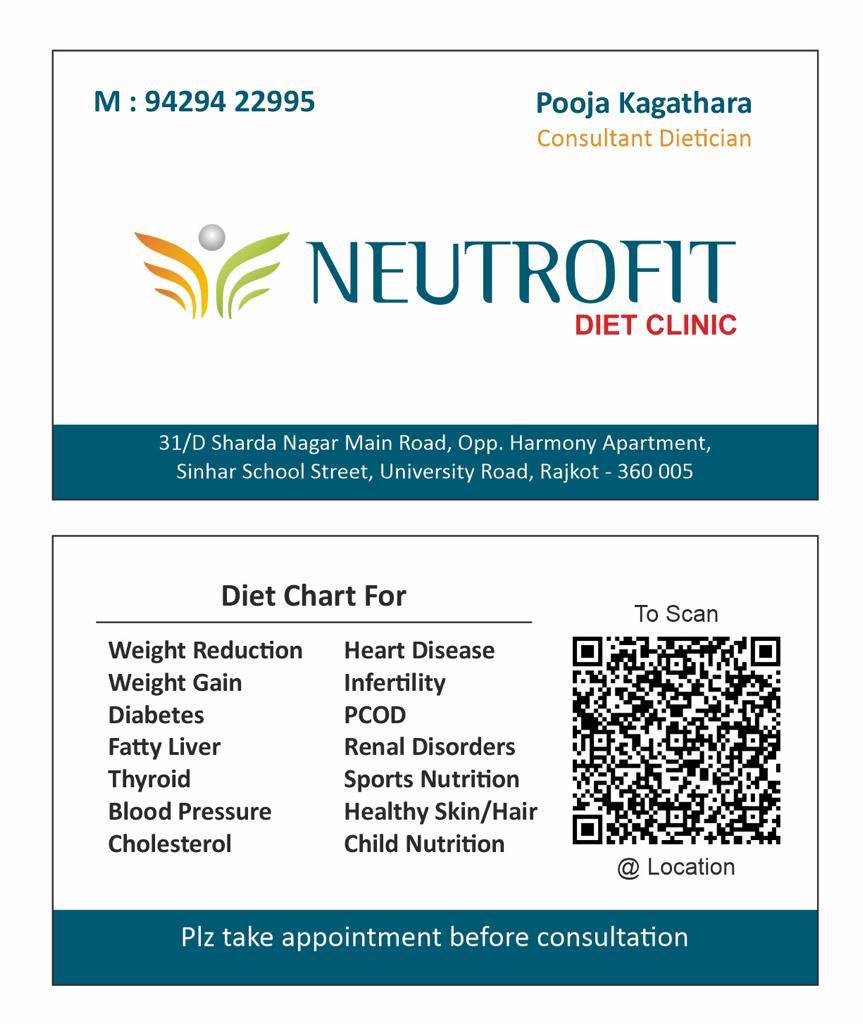 M : 94294 22995
Pooja Kagathara
Consultant Dietician
NEUTROFIT
DIET CLINIC
31/D Sharda Nagar Main Road, Opp. Harmony Apartment,
Sinhar School Street, University Road, Rajkot - 360 005
Diet Chart For
Weight Reduction
Weight Gain
Diabetes
Fatty Liver
Thyroid
Blood Pressure
Cholesterol
Heart Disease
Infertility
PCOD
Renal Disorders
Sports Nutrition
Healthy Skin/Hair
Child Nutrition
To Scan
@ Location
Plz take appointment before consultation